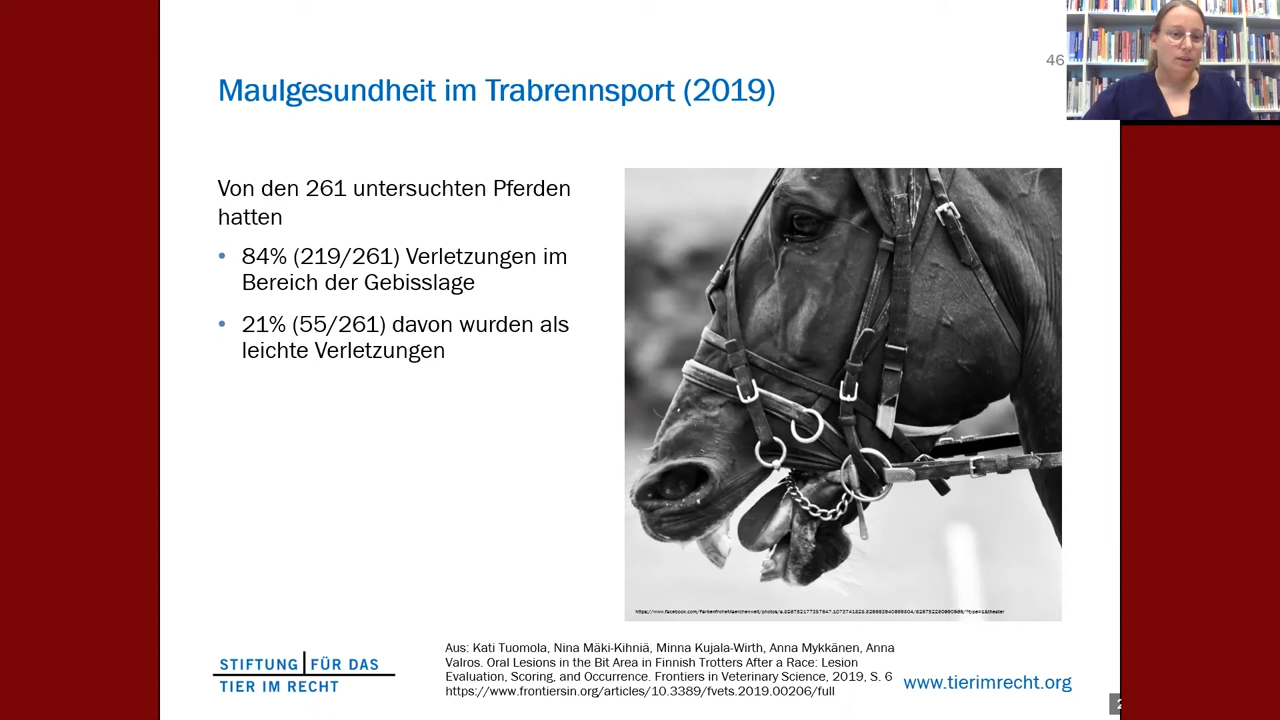 46
Maulgesundheit im Trabrennsport (2019)
Von den 261 untersuchten Pferden
hatten
• 84% (219/261) Verletzungen im
Bereich der Gebisslage
• 21% (55/261) davon wurden als
leichte Verletzungen
STIFTUNG FÜR DAS
TIER IM RECHT
Aus: Kati Tuomola, Nina Mäki-Kihniä, Minna Kujala-Wirth, Anna Mykkänen, Anna
Valros. Oral Lesions in the Bit Area in Finnish Trotters After a Race: Lesion
Evaluation, Scoring, and Occurrence. Frontiers in Veterinary Science, 2019, S. 6
https://www.frontiersin.org/articles/10.3389/fvets.2019.00206/full
www.tierimrecht.org